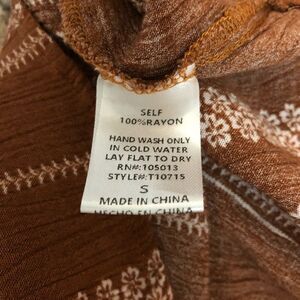 SELF
100%RAYON
HAND WASH ONLY
IN COLD WATER
LAY FLAT TO DRY
RN#:105013
STYLE#:T10715
S
MADE IN CHINA
HECHO EN CHINA